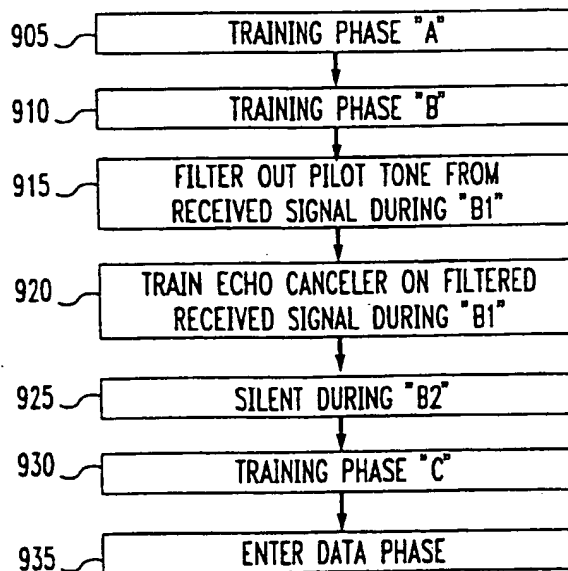 905 TRAINING PHASE "A"
910 TRAINING PHASE "B"
915 FILTER OUT PILOT TONE FROM
RECEIVED SIGNAL DURING "B1"
920 TRAIN ECHO CANCELER ON FILTERED
RECEIVED SIGNAL DURING "B1"
925 SILENT DURING "B2"
930 TRAINING PHASE "C"
935 ENTER DATA PHASE